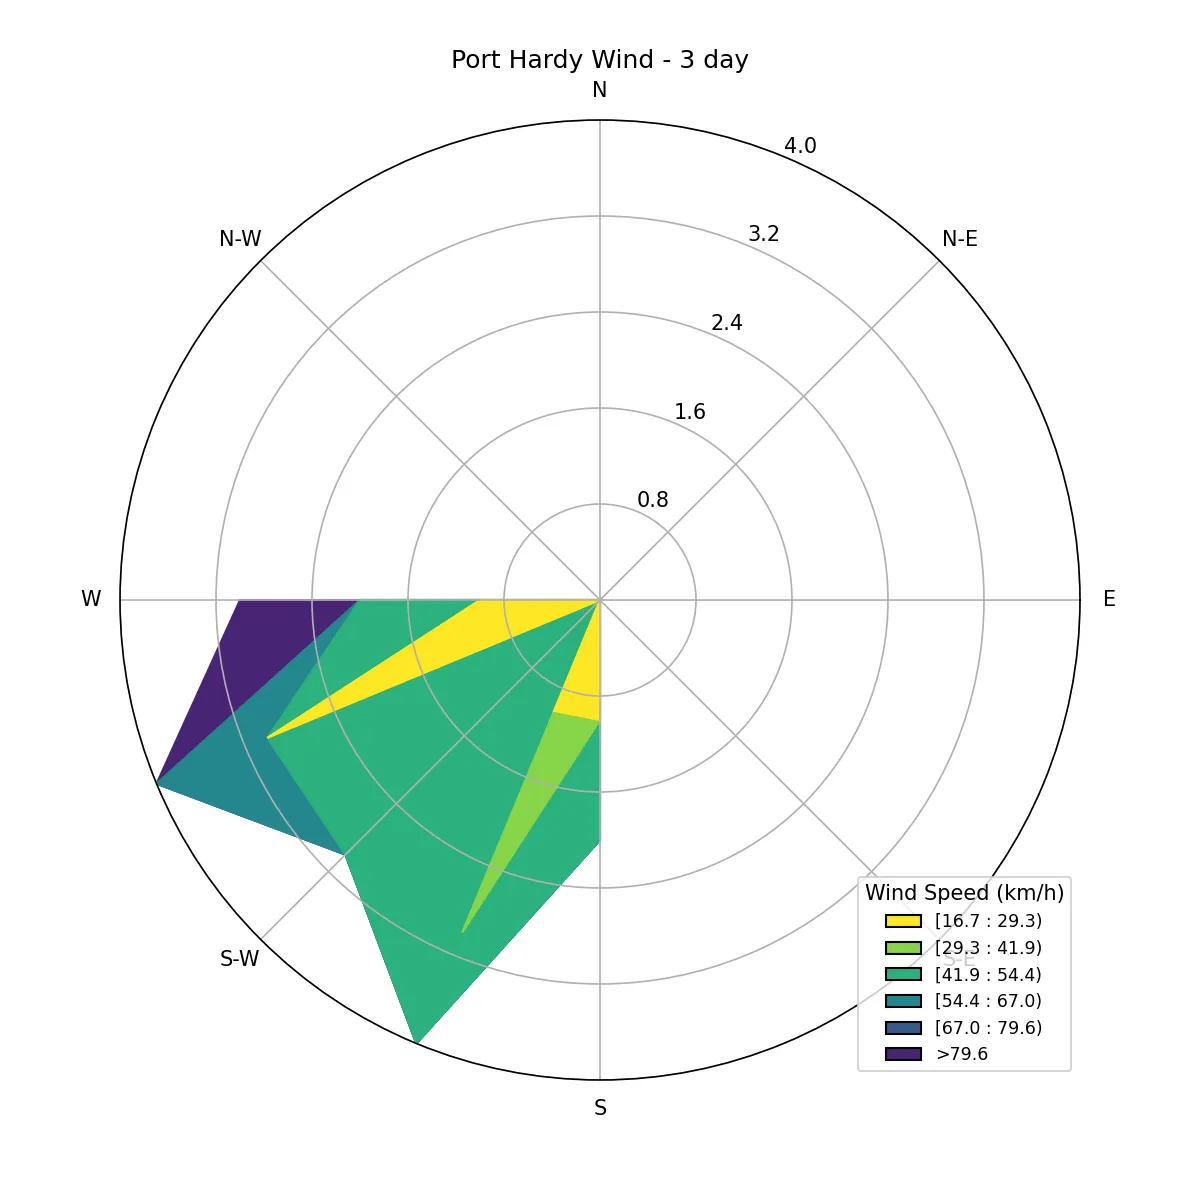 Port Hardy Wind - 3 day
N
4.0
3.2
N-W
N-E
2.4
1.6
0.8
W
E
Wind Speed (km/h)
[16.7 : 29.3)
[29.3 : 41.9)
S-W
S-E
[41.9 : 54.4)
[54.4 : 67.0)
[67.0 : 79.6)
>79.6
S